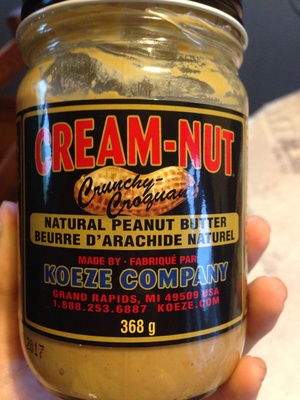 CREAM-NUT
Crunchy-
Croquant
NATURAL PEANUT BUTTER
BEURRE D'ARACHIDE NATUREL
MADE BY · FABRIQUÉ PAR
KOEZE COMPANY
GRAND RAPIDS, MI 49509 USA
1.888.253.6887 KOEZE.COM
368 g
2017